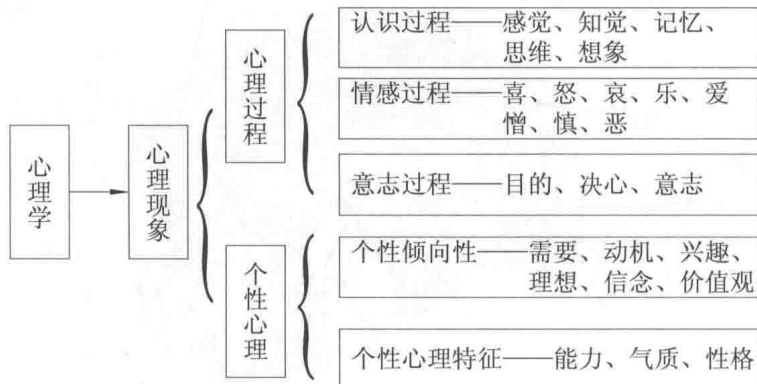 心理学
心理现象
心理过程
认识过程——感觉、知觉、记忆、
思维、想象
情感过程——喜、怒、哀、乐、爱
憎、慎、恶
意志过程——目的、决心、意志
个性心理
个性倾向性——需要、动机、兴趣、
理想、信念、价值观
个性心理特征——能力、气质、性格